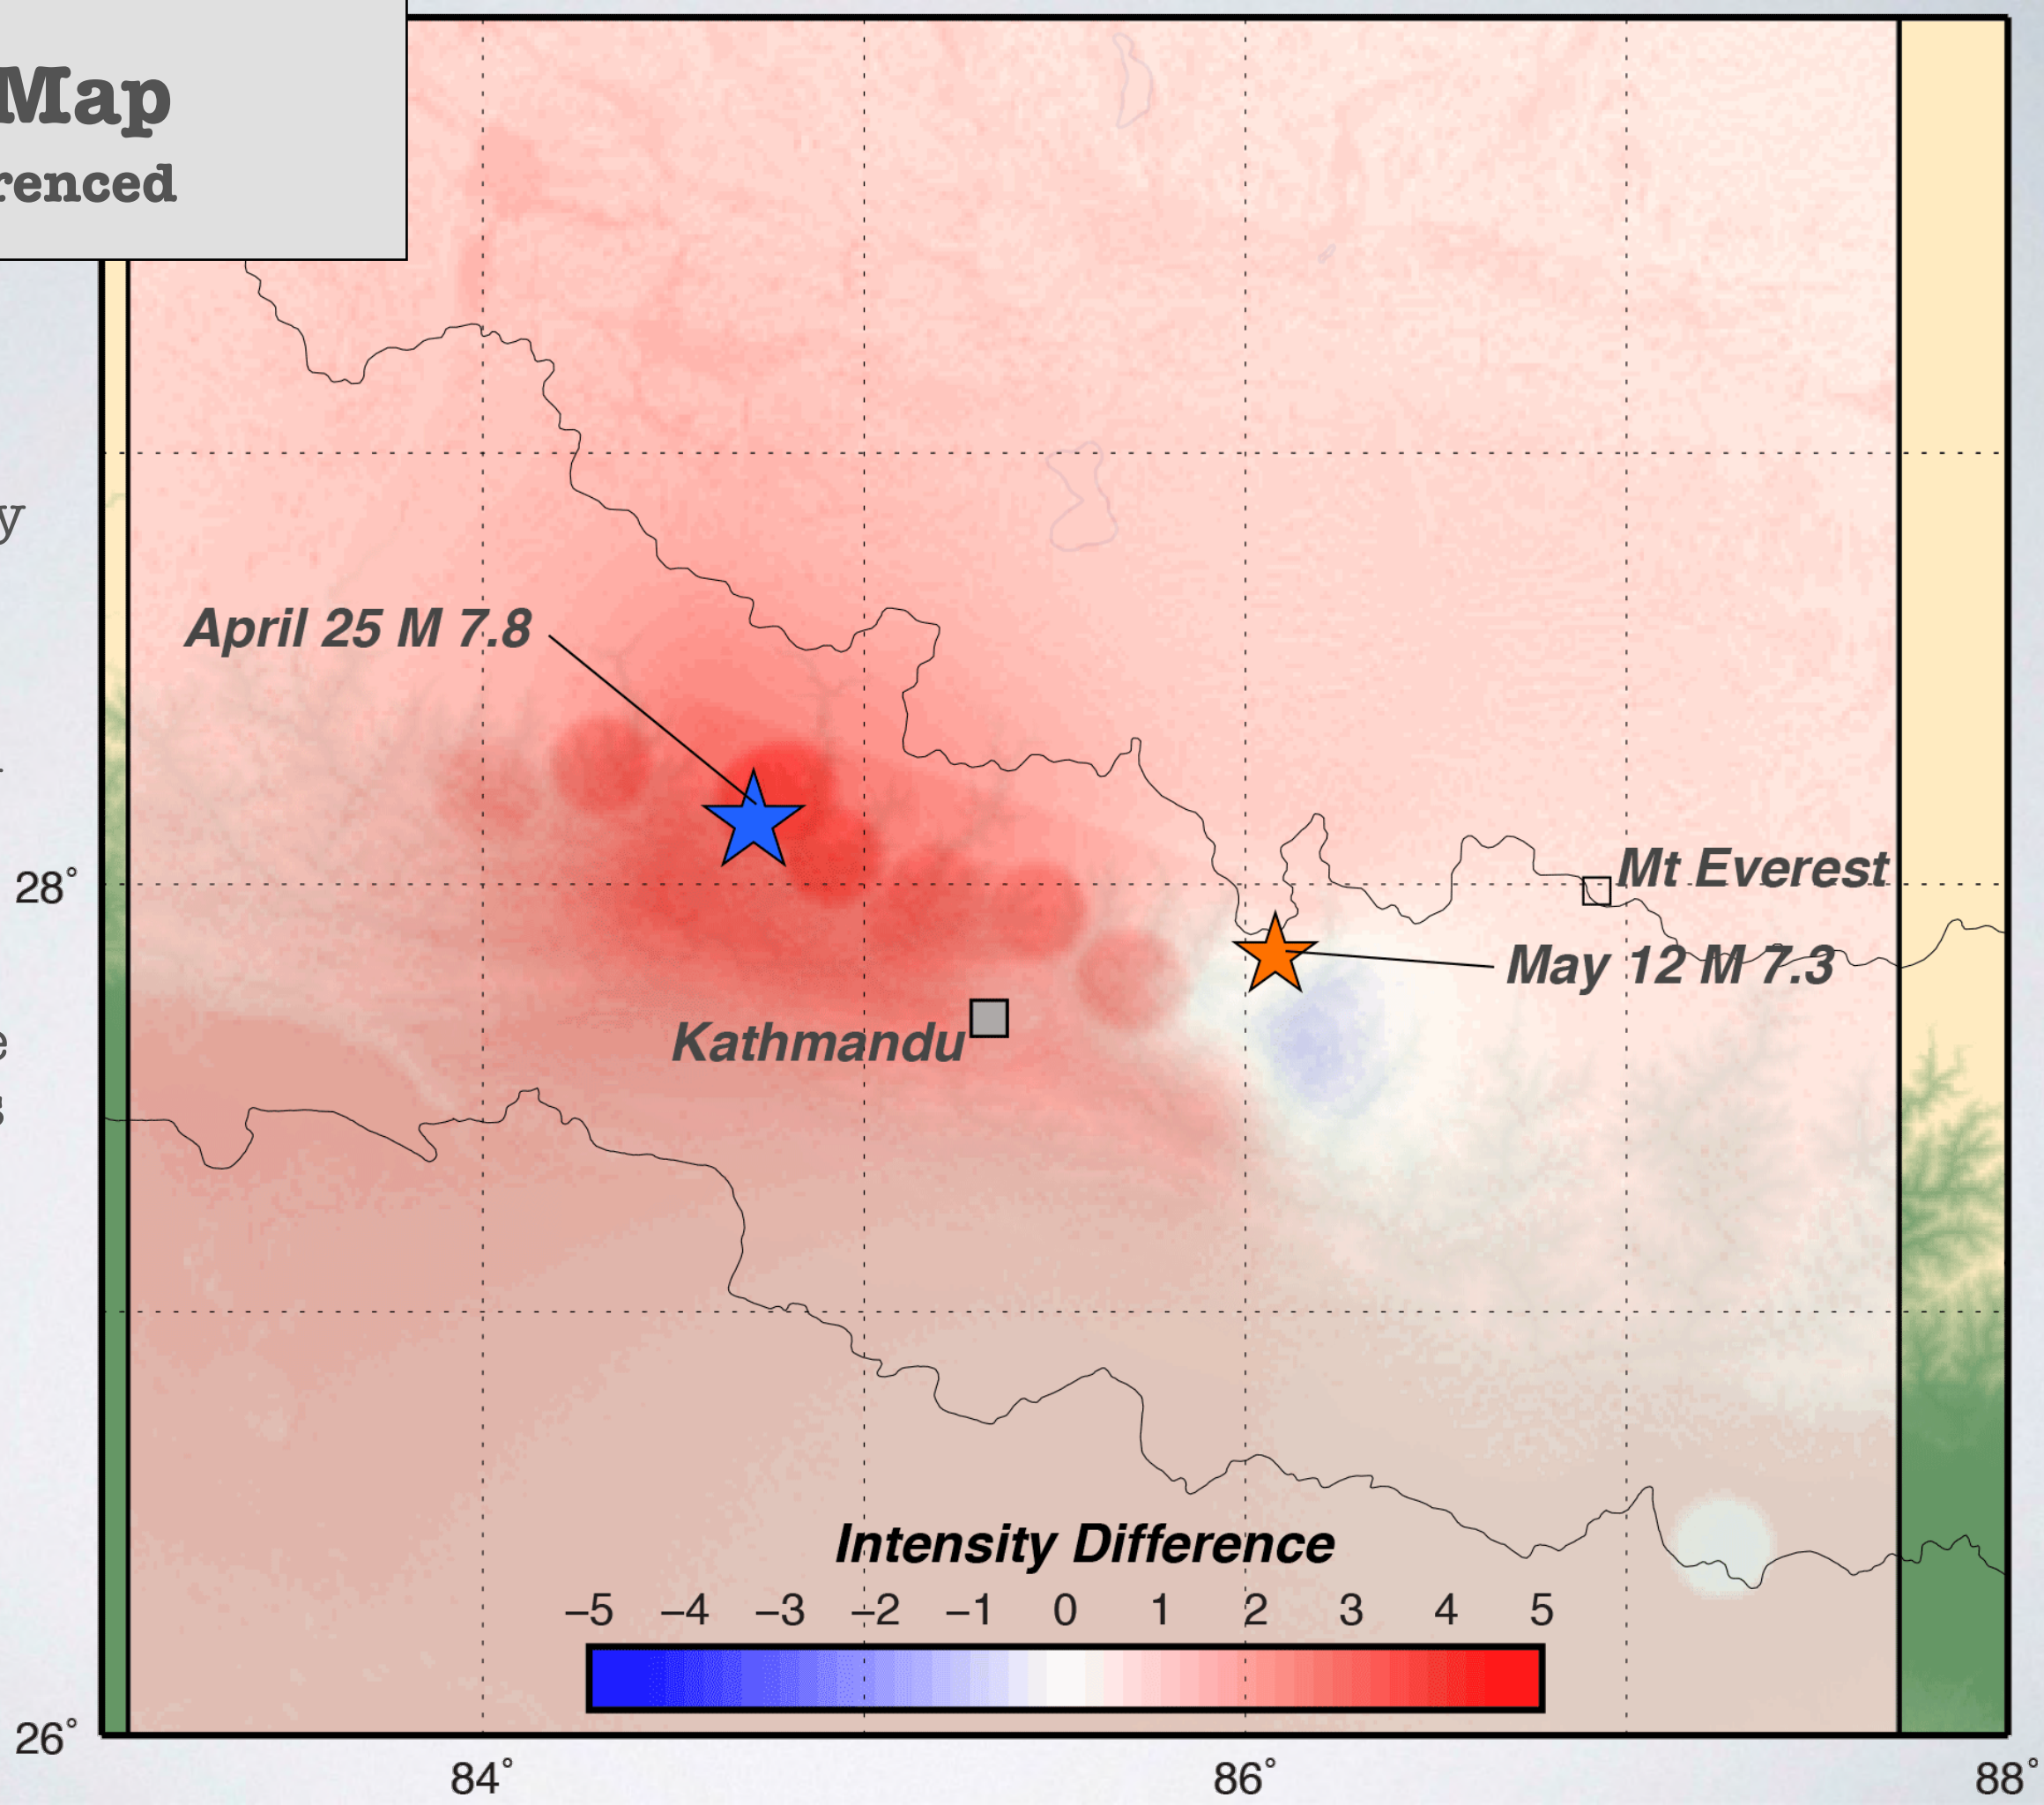 Map
renced
y
April 25 M 7.8
28°
Mt Everest
May 12 M 7.3
e
Kathmandu
s
Intensity Difference
−5 −4 −3 −2 −1 0 1 2 3 4 5
26°
84° 86° 88°